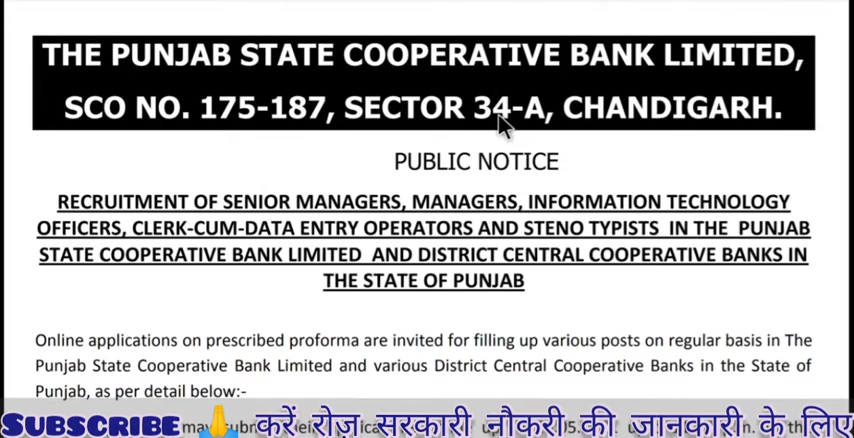 THE PUNJAB STATE COOPERATIVE BANK LIMITED,
SCO NO. 175-187, SECTOR 34-A, CHANDIGARH.
PUBLIC NOTICE
RECRUITMENT OF SENIOR MANAGERS, MANAGERS, INFORMATION TECHNOLOGY
OFFICERS, CLERK-CUM-DATA ENTRY OPERATORS AND STENO TYPISTS IN THE PUNJAB
STATE COOPERATIVE BANK LIMITED AND DISTRICT CENTRAL COOPERATIVE BANKS IN
THE STATE OF PUNJAB
Online applications on prescribed proforma are invited for filling up various posts on regular basis in The
Punjab State Cooperative Bank Limited and various District Central Cooperative Banks in the State of
Punjab, as per detail below:-
SUBSCRIBE 🙏 करें रोज़ सरकारी नौकरी की जानकारी के लिए